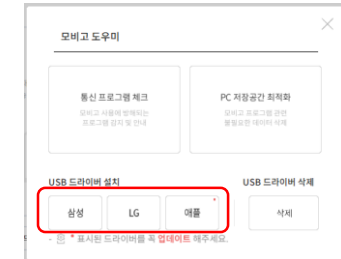 모비고 도우미
통신 프로그램 체크
모비고 사용에 방해되는
프로그램 감지 및 안내
PC 저장공간 최적화
모비고 프로그램 관련
불필요한 데이터 삭제
USB 드라이버 설치
USB 드라이버 삭제
삼성
LG
애플 *
삭제
* 표시된 드라이버를 꼭 업데이트 해주세요.